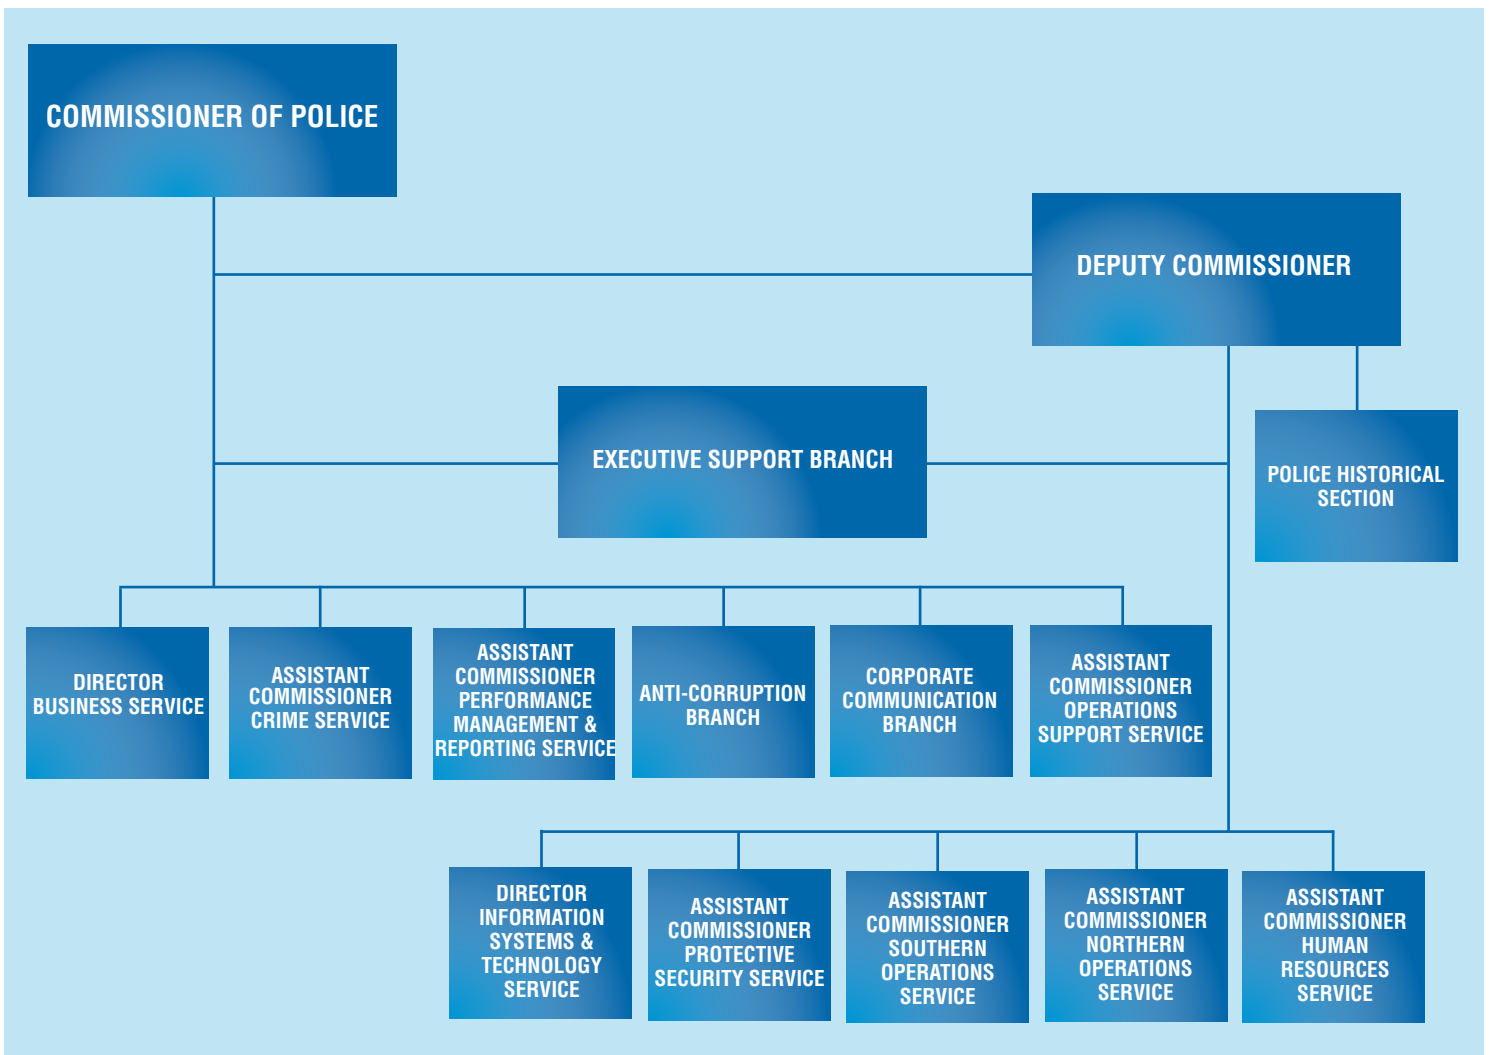 COMMISSIONER OF POLICE
DEPUTY COMMISSIONER
EXECUTIVE SUPPORT BRANCH
POLICE HISTORICAL
SECTION
DIRECTOR
BUSINESS SERVICE
ASSISTANT
COMMISSIONER
CRIME SERVICE
ASSISTANT
COMMISSIONER
PERFORMANCE
MANAGEMENT &
REPORTING SERVICE
ANTI-CORRUPTION
BRANCH
CORPORATE
COMMUNICATION
BRANCH
ASSISTANT
COMMISSIONER
OPERATIONS
SUPPORT SERVICE
DIRECTOR
INFORMATION
SYSTEMS &
TECHNOLOGY
SERVICE
ASSISTANT
COMMISSIONER
PROTECTIVE
SECURITY SERVICE
ASSISTANT
COMMISSIONER
SOUTHERN
OPERATIONS
SERVICE
ASSISTANT
COMMISSIONER
NORTHERN
OPERATIONS
SERVICE
ASSISTANT
COMMISSIONER
HUMAN
RESOURCES
SERVICE